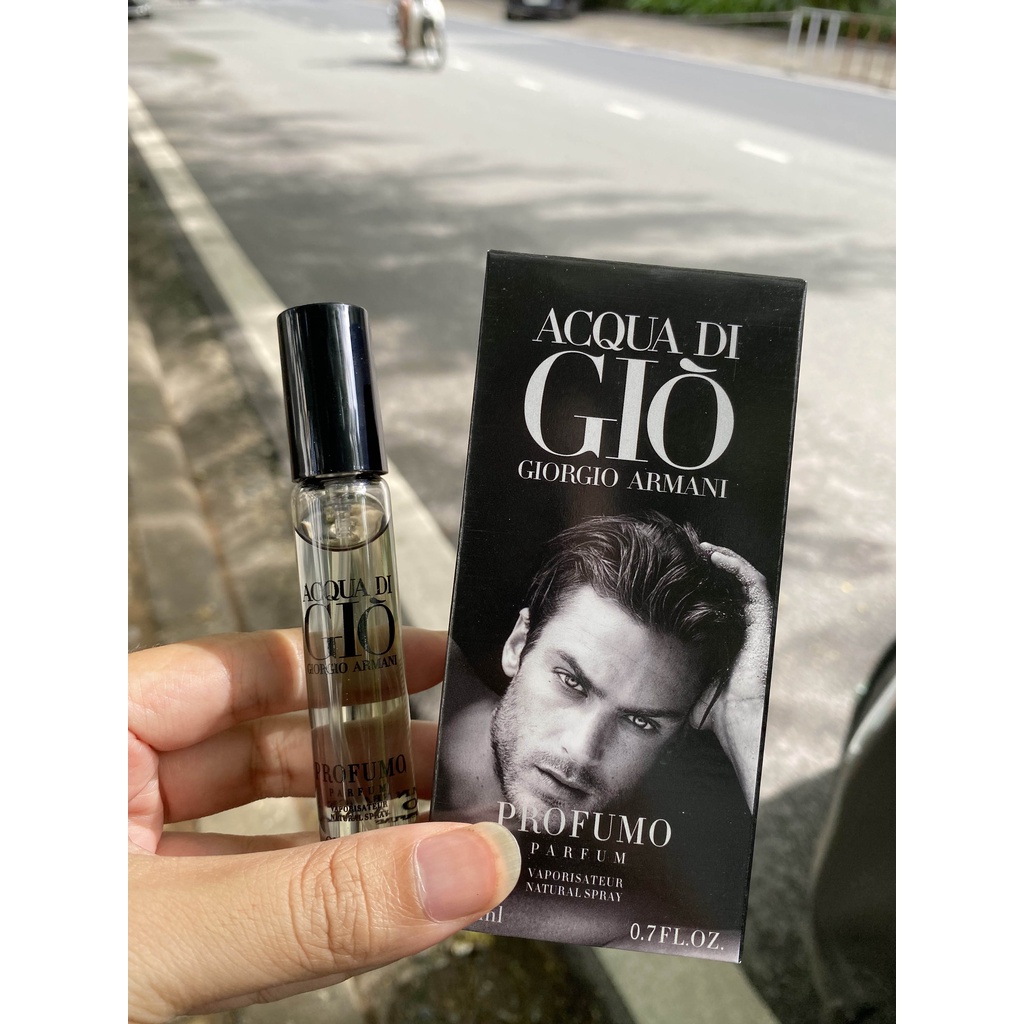 ACQUA DI
GIÒ
GIORGIO ARMANI
PROFUMO
PARFUM
VAPORISATEUR
NATURAL SPRAY
ACQUA DI
GIÒ
GIORGIO ARMANI
PROFUMO
PARFUM
VAPORISATEUR
NATURAL SPRAY
ml
0.7FL.OZ.